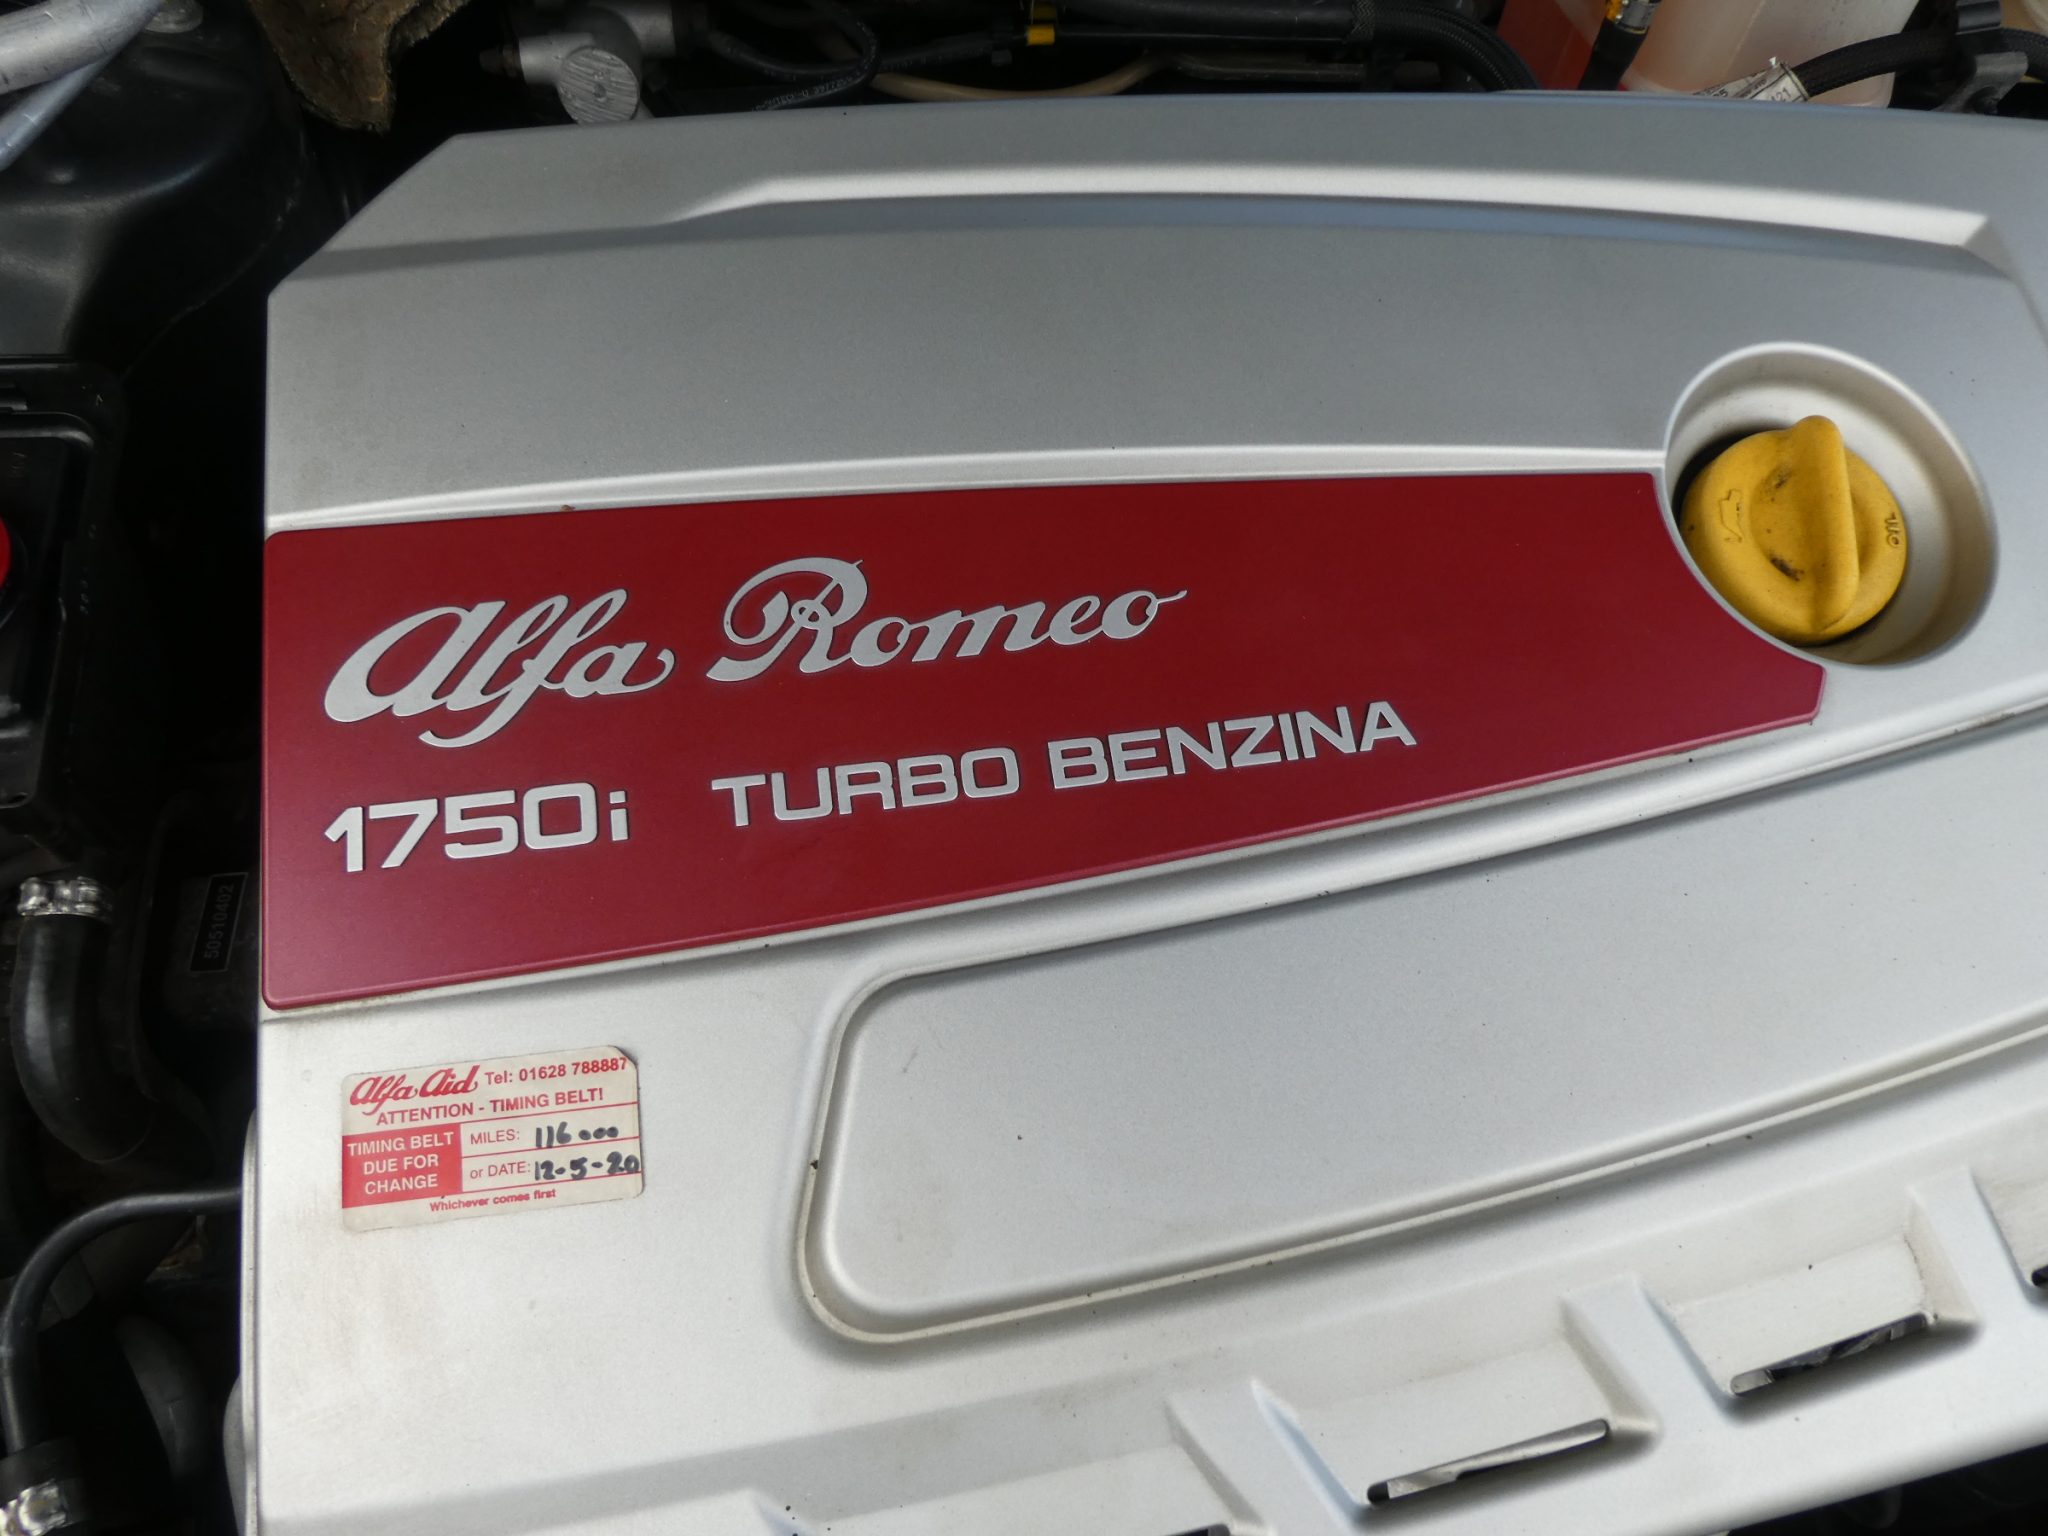 Alfa Romeo
1750i TURBO BENZINA
OIL
50510402
Alfa Aid Tel: 01628 788887
ATTENTION - TIMING BELT!
TIMING BELT
DUE FOR
CHANGE
MILES: 116000
or DATE: 12-5-20
Whichever comes first